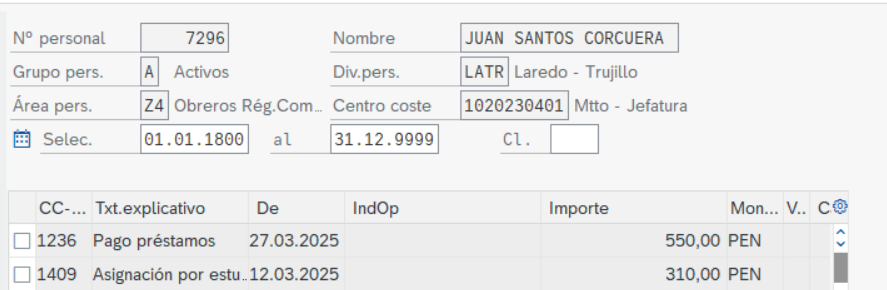 Nº personal 7296 Nombre JUAN SANTOS CORCUERA
Grupo pers. A Activos Div.pers. LATR Laredo - Trujillo
Área pers. Z4 Obreros Rég.Com... Centro coste 1020230401 Mtto - Jefatura
Selec. 01.01.1800 al 31.12.9999 Cl.
CC-... Txt.explicativo De IndOp Importe Mon... V.. C
1236 Pago préstamos 27.03.2025 550,00 PEN
1409 Asignación por estu.. 12.03.2025 310,00 PEN